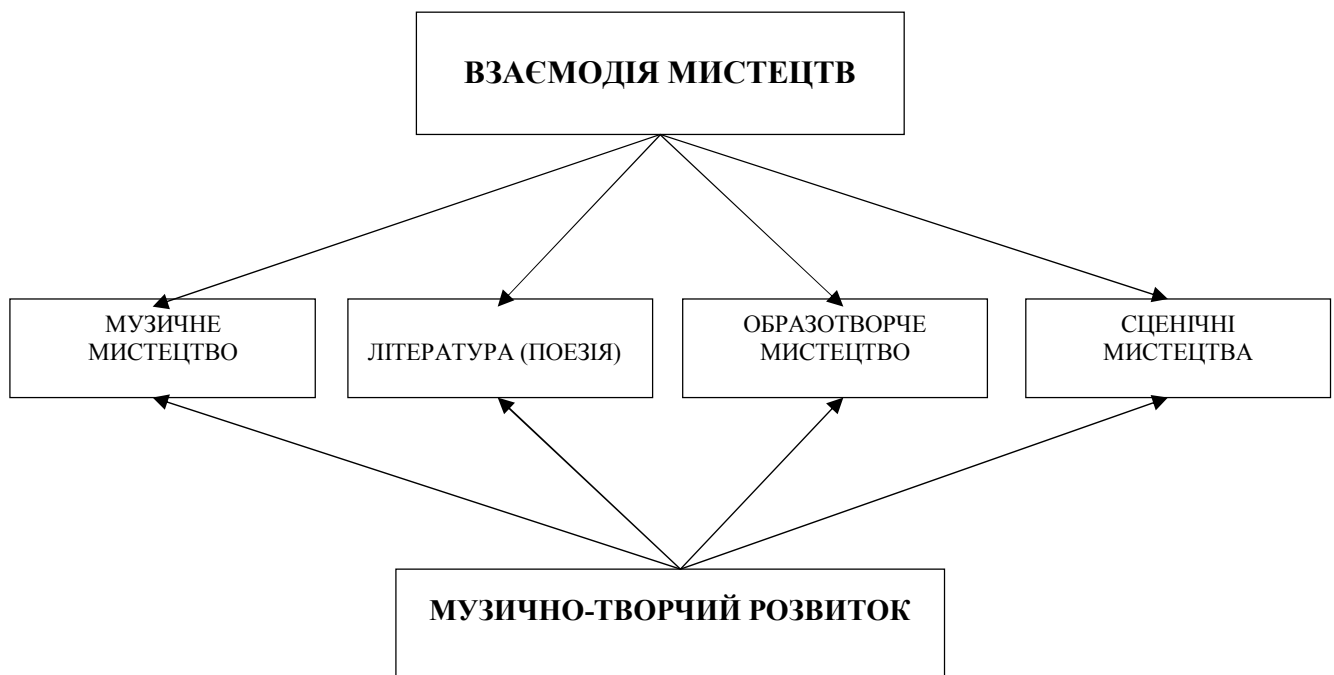 ВЗАЄМОДІЯ МИСТЕЦТВ
МУЗИЧНЕ
МИСТЕЦТВО
ЛІТЕРАТУРА (ПОЕЗІЯ)
ОБРАЗОТВОРЧЕ
МИСТЕЦТВО
СЦЕНІЧНІ
МИСТЕЦТВА
МУЗИЧНО-ТВОРЧИЙ РОЗВИТОК